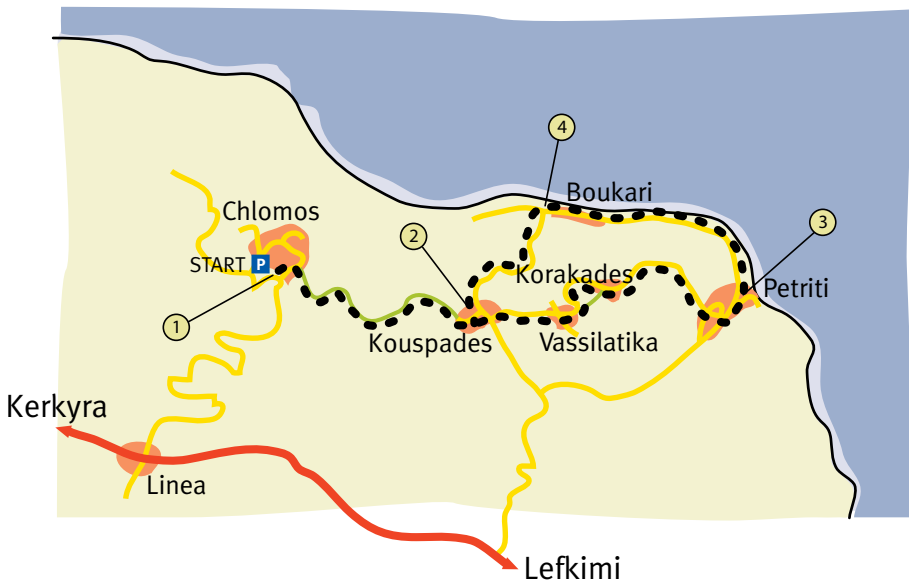 4
Boukari
Chlomos
2
3
START P
Korakades
Petriti
1
Kouspades
Vassilatika
Kerkyra
Linea
Lefkimi